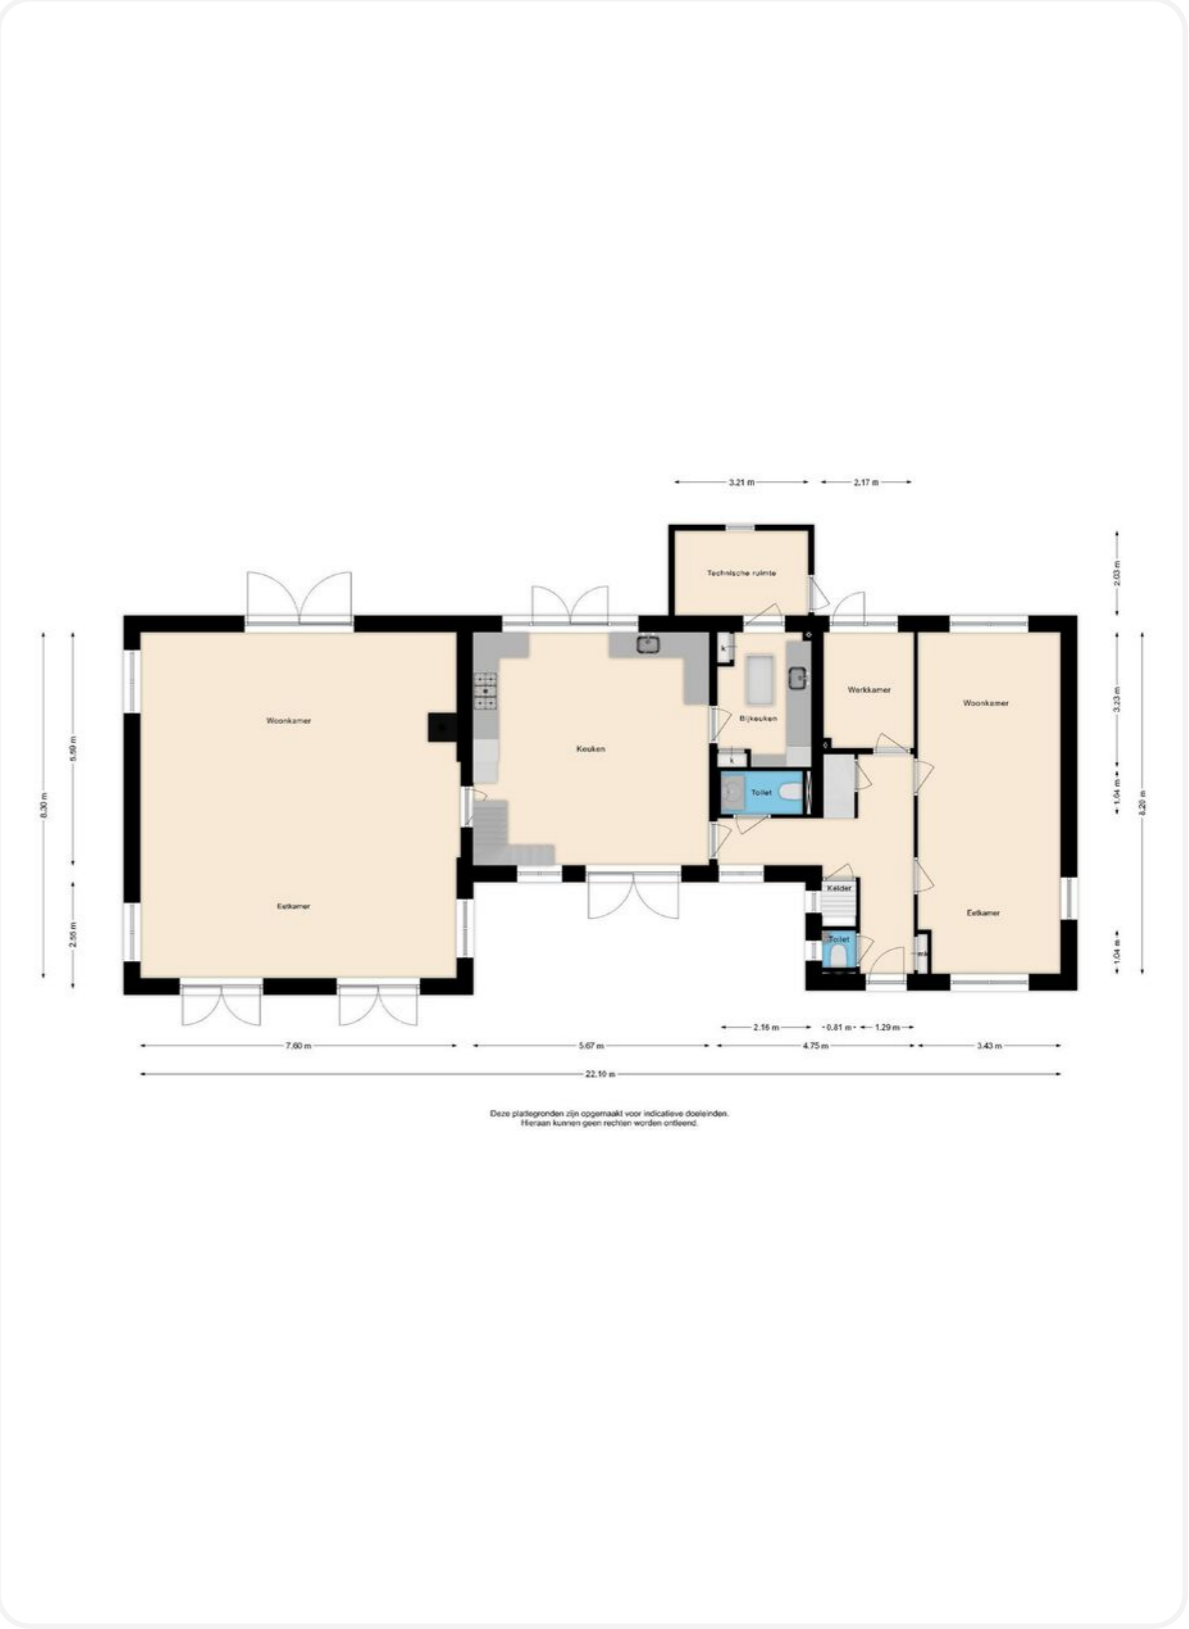 3.21 m
2.17 m
Technische ruimte
2.03 m
Woonkamer
Keuken
K
Bijkeuken
K
Werkkamer
Woonkamer
Toilet
Kelder
Toilet
mk
Eetkamer
Eetkamer
8.30 m
5.59 m
2.55 m
3.23 m
1.04 m
8.20 m
1.04 m
2.16 m
0.81 m
1.29 m
7.60 m
5.67 m
4.75 m
3.43 m
22.10 m
Deze plattegronden zijn opgemaakt voor indicatieve doeleinden.
Hieraan kunnen geen rechten worden ontleend.